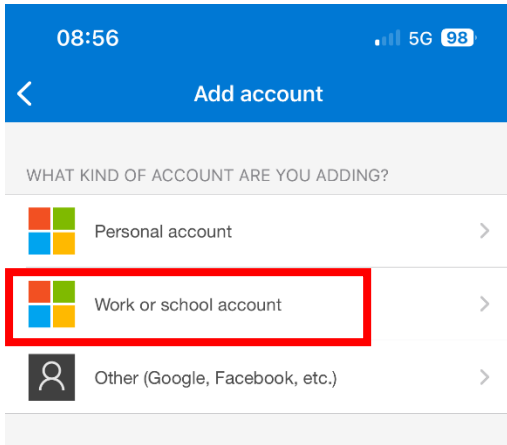 08:56 5G 98
Add account
WHAT KIND OF ACCOUNT ARE YOU ADDING?
Personal account
Work or school account
Other (Google, Facebook, etc.)